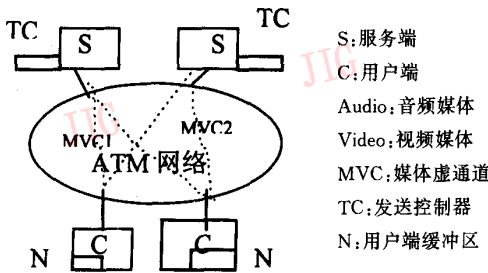 TC
S
S
TC
MVC1
MVC2
ATM 网络
N
C
C
N
S:服务端
C:用户端
Audio:音频媒体
Video:视频媒体
MVC:媒体虚通道
TC:发送控制器
N:用户端缓冲区
JIG
JIG